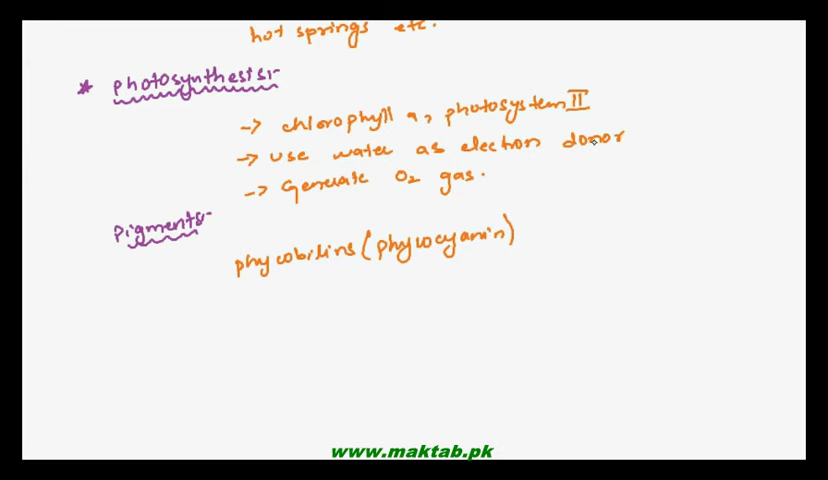 hot springs etc.
* Photosynthesis:-
-> chlorophyll a, photosystem II
-> use water as electron donor
-> Generate O2 gas.
Pigments:-
phycobilins (phycocyanin)
www.maktab.pk